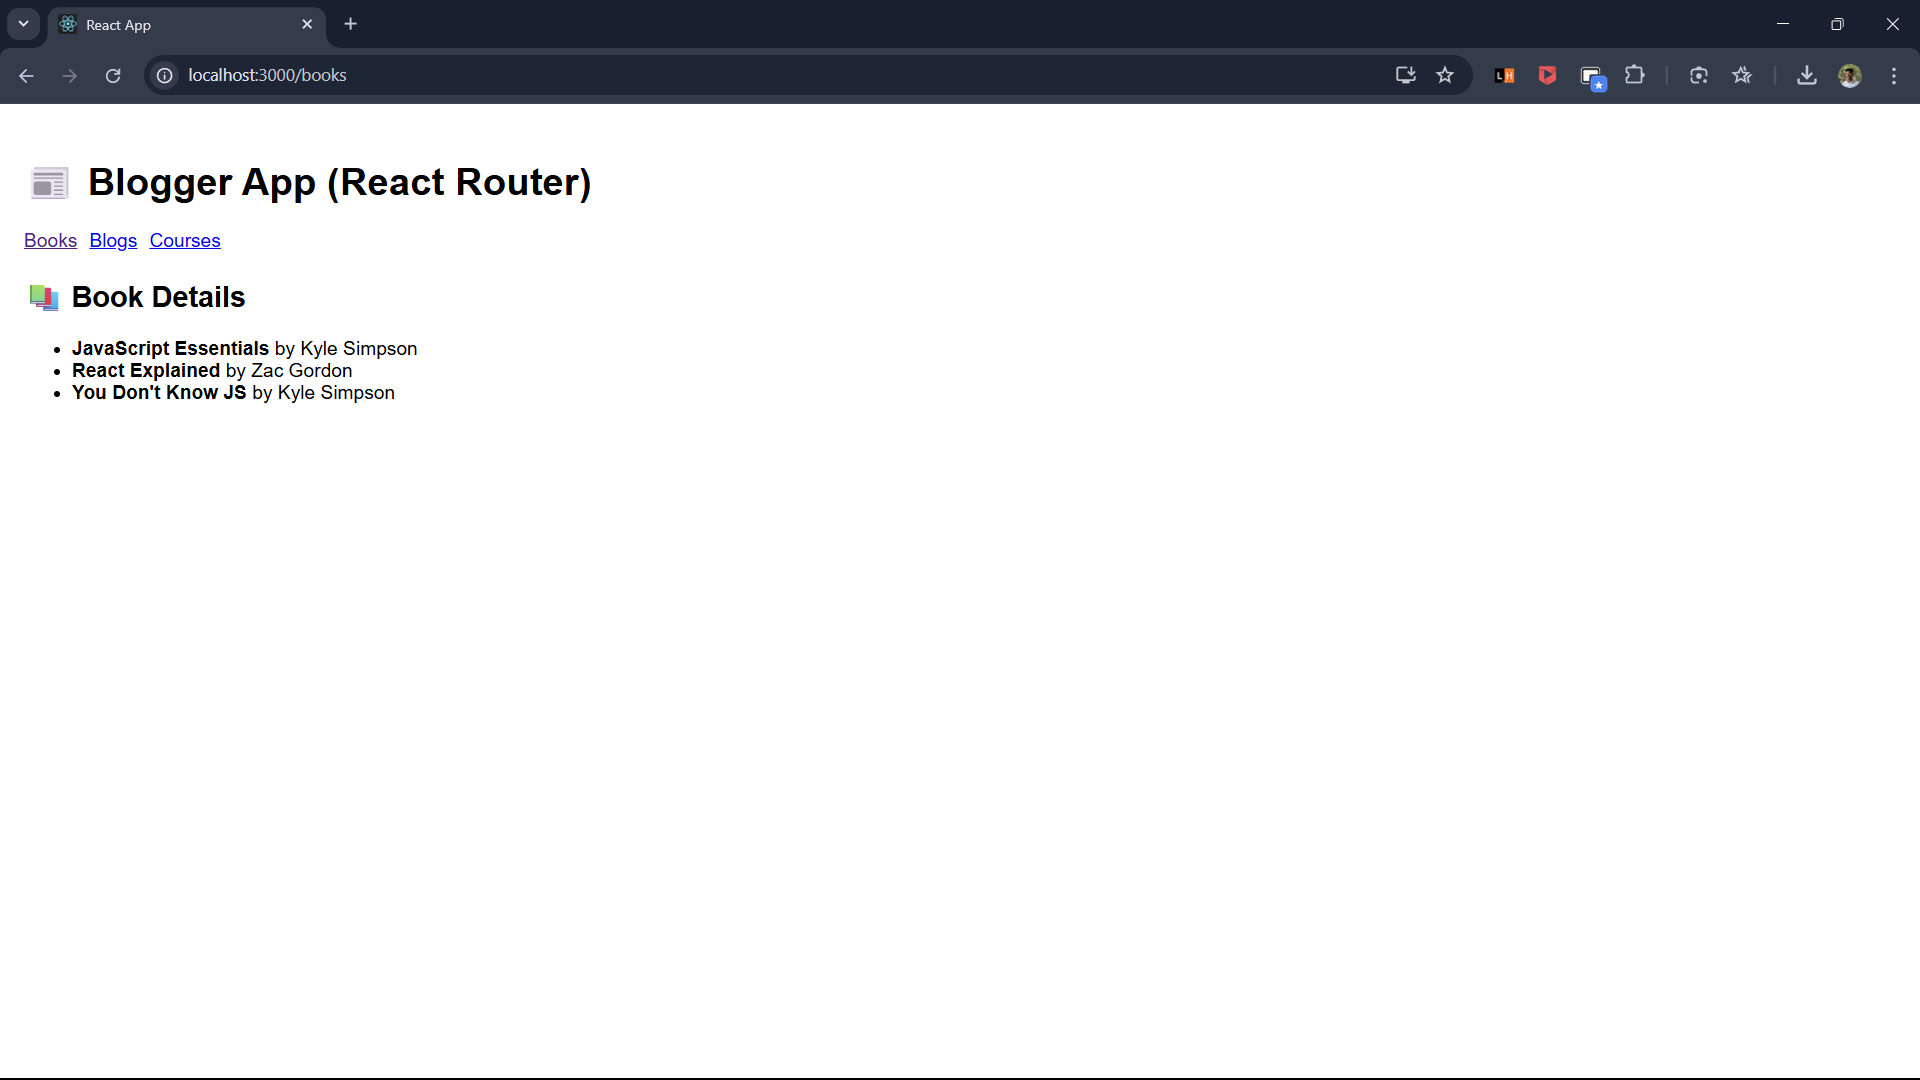 React App
localhost:3000/books
LH
Blogger App (React Router)
Books Blogs Courses
Book Details
JavaScript Essentials by Kyle Simpson
React Explained by Zac Gordon
You Don't Know JS by Kyle Simpson